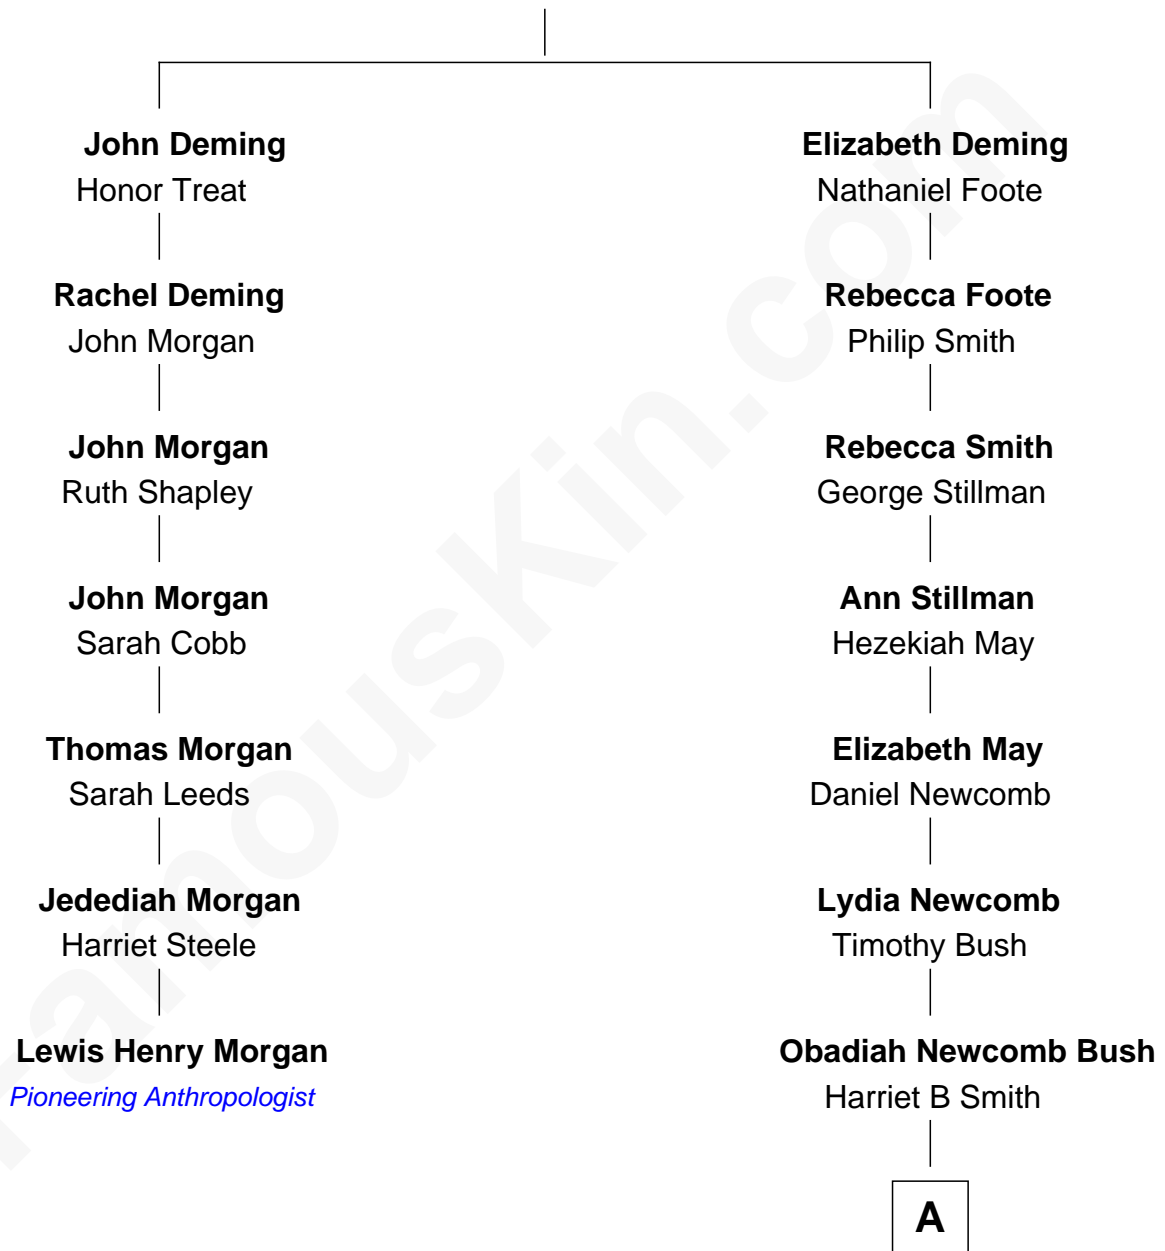 John Deming
Honor Treat
Rachel Deming
John Morgan
John Morgan
Ruth Shapley
John Morgan
Sarah Cobb
Thomas Morgan
Sarah Leeds
Jedediah Morgan
Harriet Steele
Lewis Henry Morgan
Pioneering Anthropologist
Elizabeth Deming
Nathaniel Foote
Rebecca Foote
Philip Smith
Rebecca Smith
George Stillman
Ann Stillman
Hezekiah May
Elizabeth May
Daniel Newcomb
Lydia Newcomb
Timothy Bush
Obadiah Newcomb Bush
Harriet B Smith
A
FamousKin.com